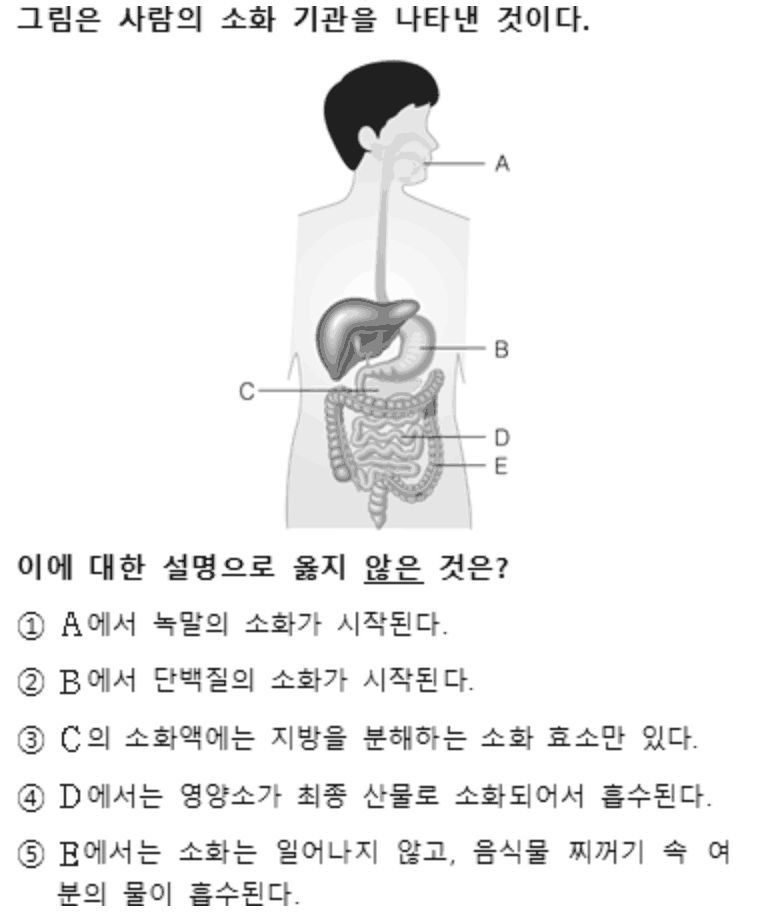 그림은 사람의 소화 기관을 나타낸 것이다.
A
B
C
D
E
이에 대한 설명으로 옳지 않은 것은?
① A에서 녹말의 소화가 시작된다.
② B에서 단백질의 소화가 시작된다.
③ C의 소화액에는 지방을 분해하는 소화 효소만 있다.
④ D에서는 영양소가 최종 산물로 소화되어서 흡수된다.
⑤ E에서는 소화는 일어나지 않고, 음식물 찌꺼기 속 여
분의 물이 흡수된다.